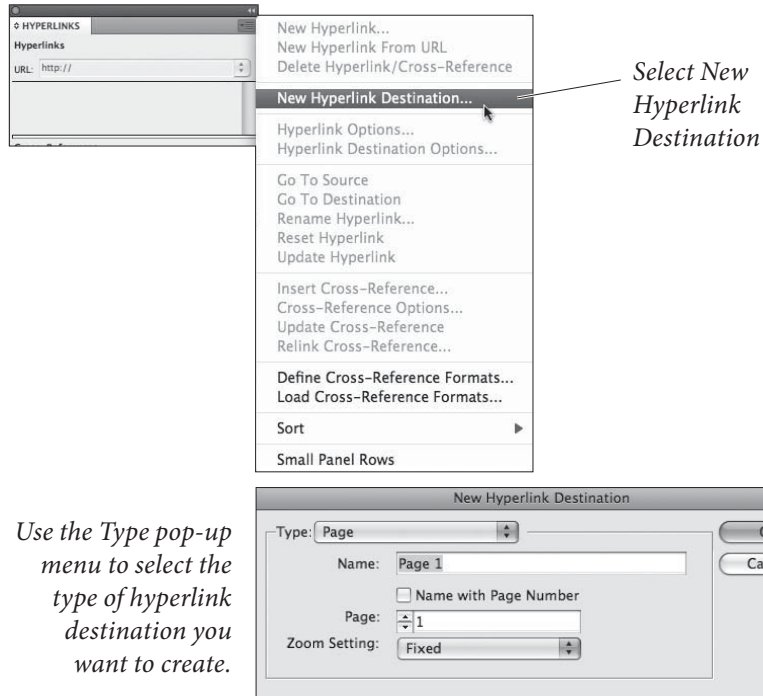 HYPERLINKS
Hyperlinks
URL: http://
New Hyperlink...
New Hyperlink From URL
Delete Hyperlink/Cross-Reference
New Hyperlink Destination...
Hyperlink Options...
Hyperlink Destination Options...
Go To Source
Go To Destination
Rename Hyperlink...
Reset Hyperlink
Update Hyperlink
Insert Cross-Reference...
Cross-Reference Options...
Update Cross-Reference
Relink Cross-Reference...
Define Cross-Reference Formats...
Load Cross-Reference Formats...
Sort
Small Panel Rows
Select New
Hyperlink
Destination
Use the Type pop-up
menu to select the
type of hyperlink
destination you
want to create.
New Hyperlink Destination
Type: Page
Name: Page 1
Name with Page Number
Page: 1
Zoom Setting: Fixed
Ca